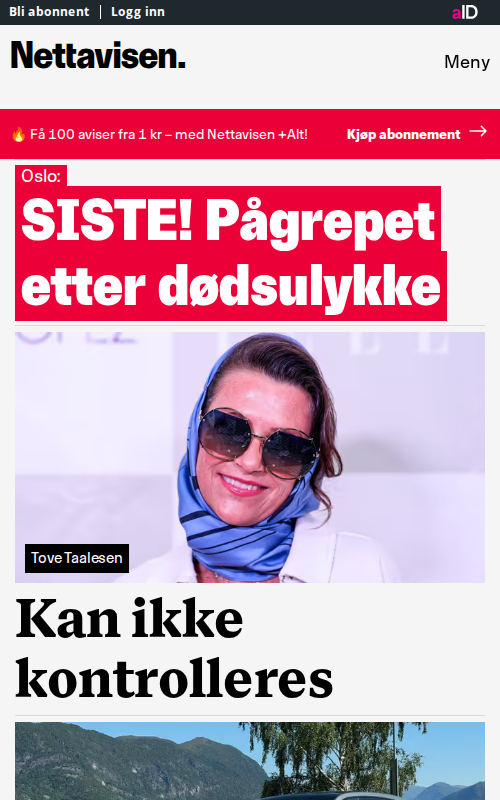 Bli abonnent | Logg inn
aID
Nettavisen.
Meny
🔥 Få 100 aviser fra 1 kr – med Nettavisen +Alt!
Kjøp abonnement →
Oslo:
SISTE! Pågrepet
etter dødsulykke
Tove Taalesen
Kan ikke
kontrolleres